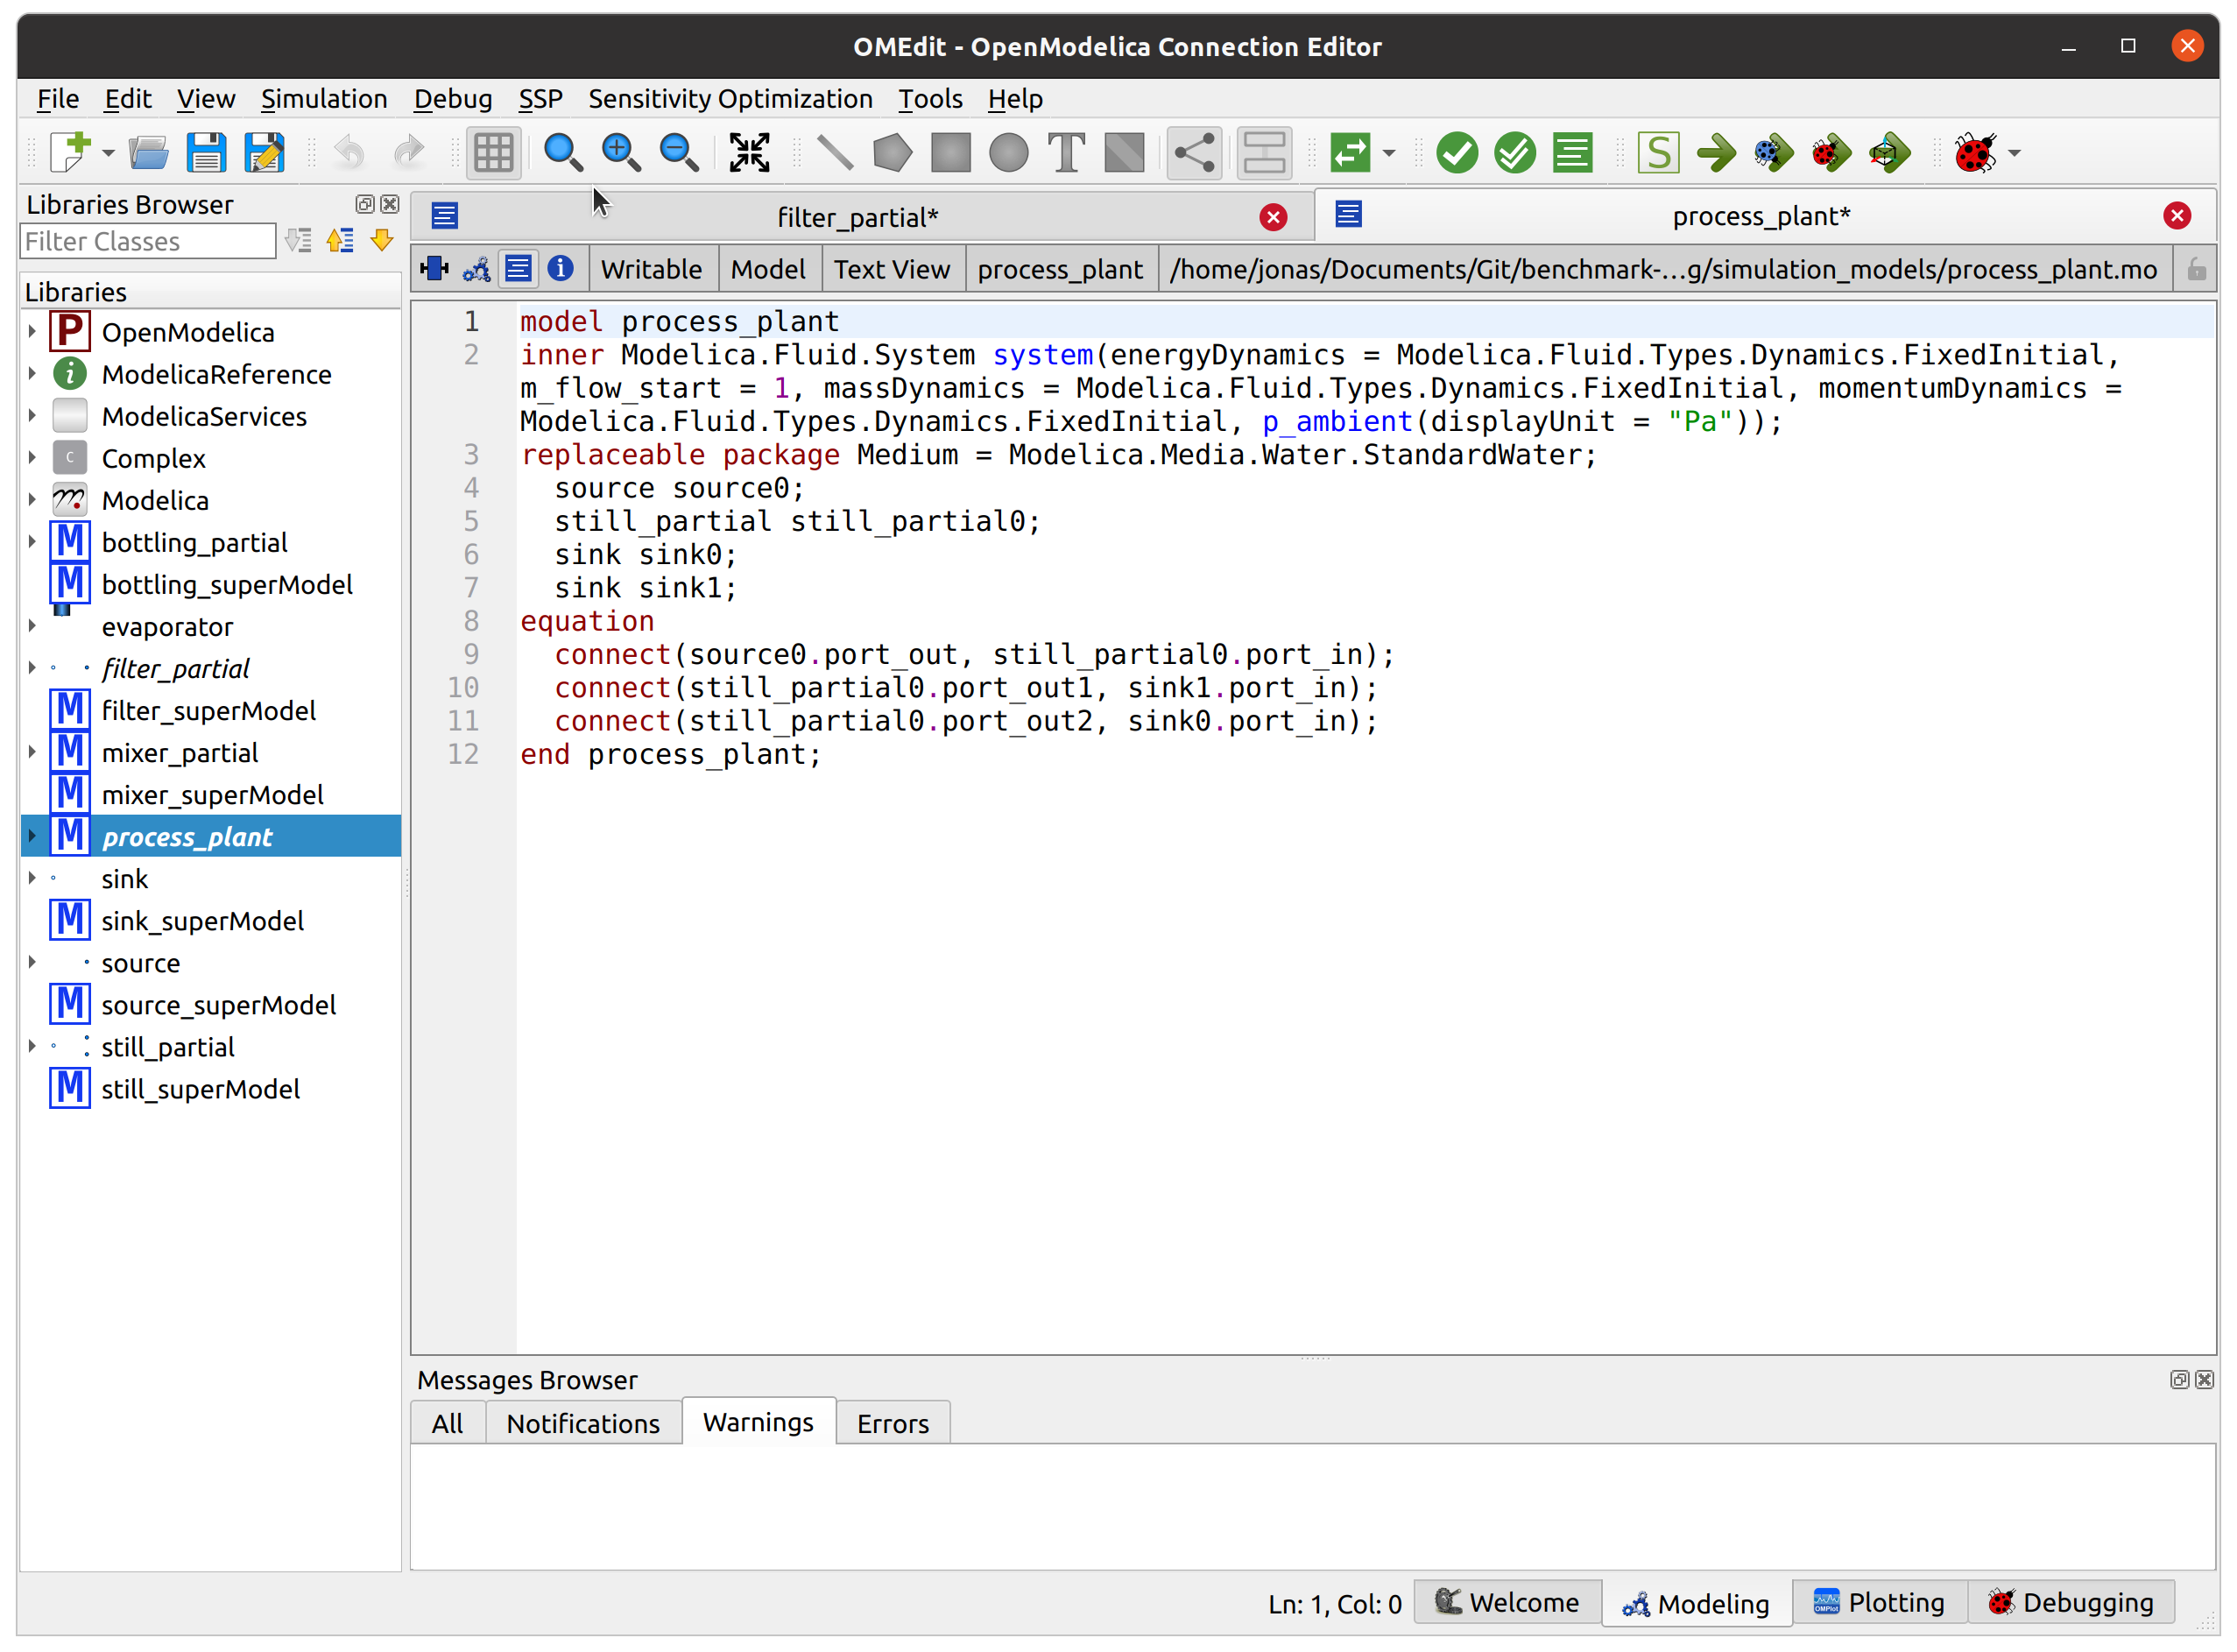 OMEdit - OpenModelica Connection Editor
File Edit View Simulation Debug SSP Sensitivity Optimization Tools Help
T S
Libraries Browser
Filter Classes
filter_partial*
process_plant*
Writable Model Text View process_plant /home/jonas/Documents/Git/benchmark-...g/simulation_models/process_plant.mo
Libraries
P OpenModelica
i ModelicaReference
ModelicaServices
C Complex
m Modelica
M bottling_partial
M bottling_superModel
evaporator
filter_partial
M filter_superModel
M mixer_partial
M mixer_superModel
M process_plant
sink
M sink_superModel
source
M source_superModel
still_partial
M still_superModel
1 model process_plant
2 inner Modelica.Fluid.System system(energyDynamics = Modelica.Fluid.Types.Dynamics.FixedInitial,
m_flow_start = 1, massDynamics = Modelica.Fluid.Types.Dynamics.FixedInitial, momentumDynamics =
Modelica.Fluid.Types.Dynamics.FixedInitial, p_ambient(displayUnit = "Pa"));
3 replaceable package Medium = Modelica.Media.Water.StandardWater;
4 source source0;
5 still_partial still_partial0;
6 sink sink0;
7 sink sink1;
8 equation
9 connect(source0.port_out, still_partial0.port_in);
10 connect(still_partial0.port_out1, sink1.port_in);
11 connect(still_partial0.port_out2, sink0.port_in);
12 end process_plant;
Messages Browser
All Notifications Warnings Errors
Ln: 1, Col: 0 Welcome Modeling OMPlot Plotting Debugging